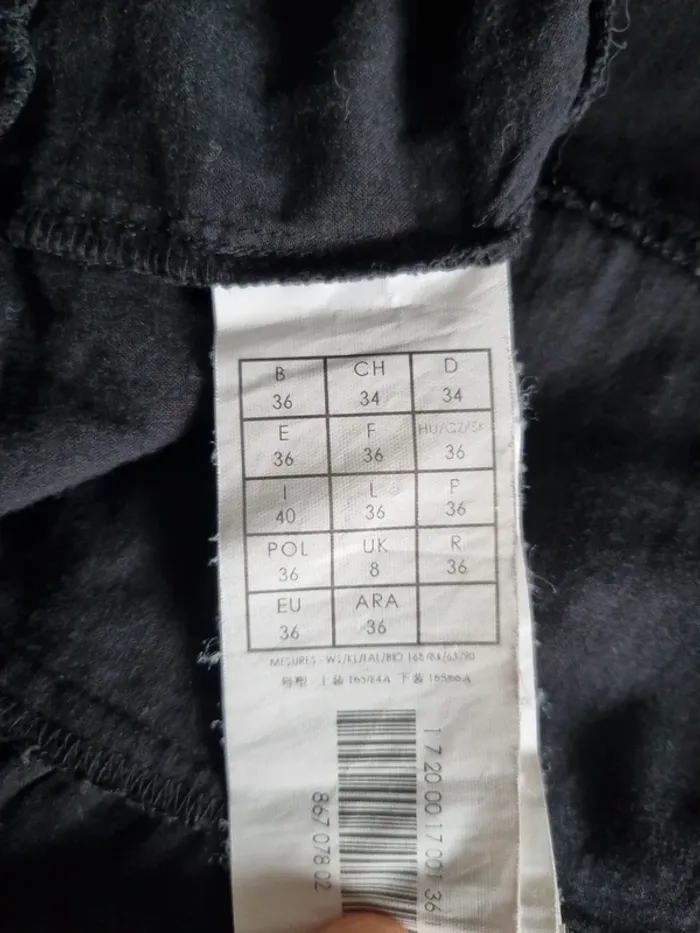 B CH D
36 34 34
E F HU/CZ/SK
36 36 36
I L P
40 36 36
POL UK R
36 8 36
EU ARA
36 36
MESURES - WS/KL/TAL/BIO 168/84/63/90
号型: 上装 165/84A 下装 165/66A
1 7 20 00 17 001 36
867 078 02